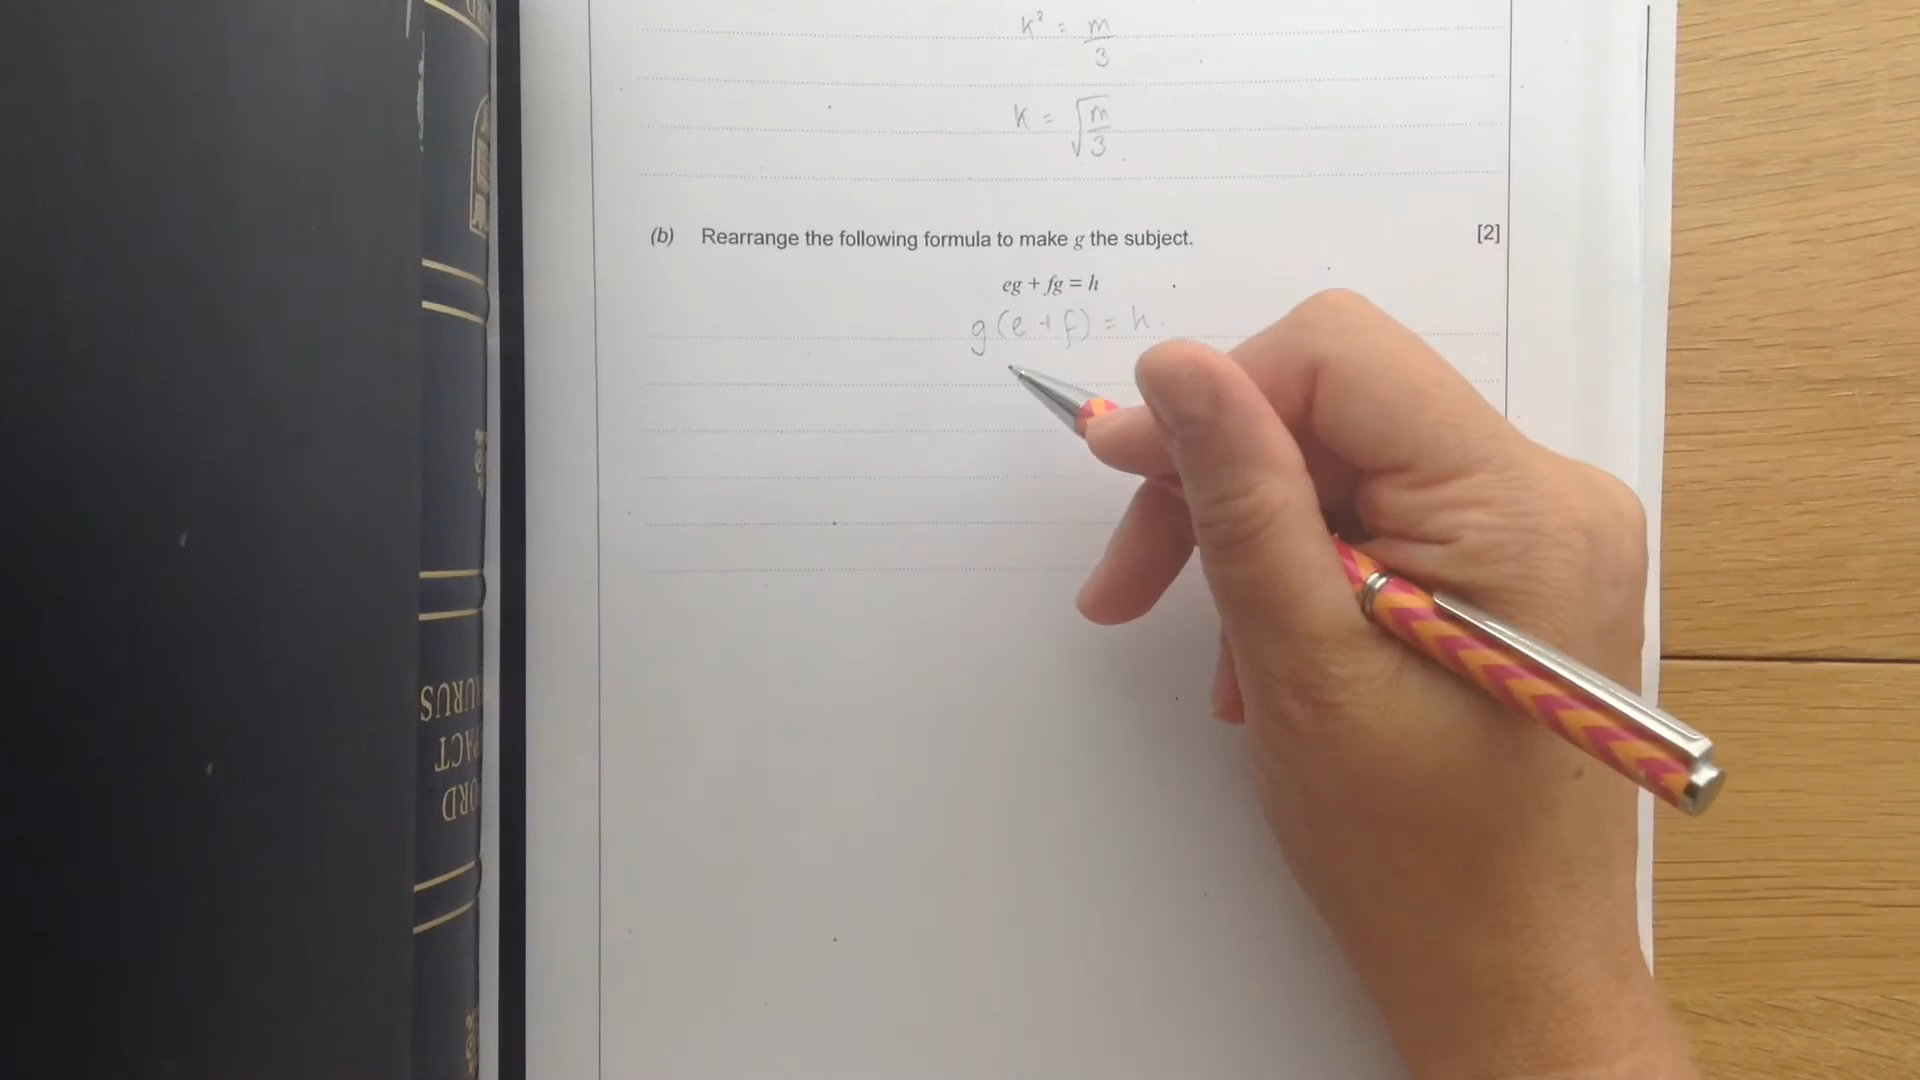 k² = m/3
k = √m/3
(b) Rearrange the following formula to make g the subject. [2]
eg + fg = h
g(e + f) = h.